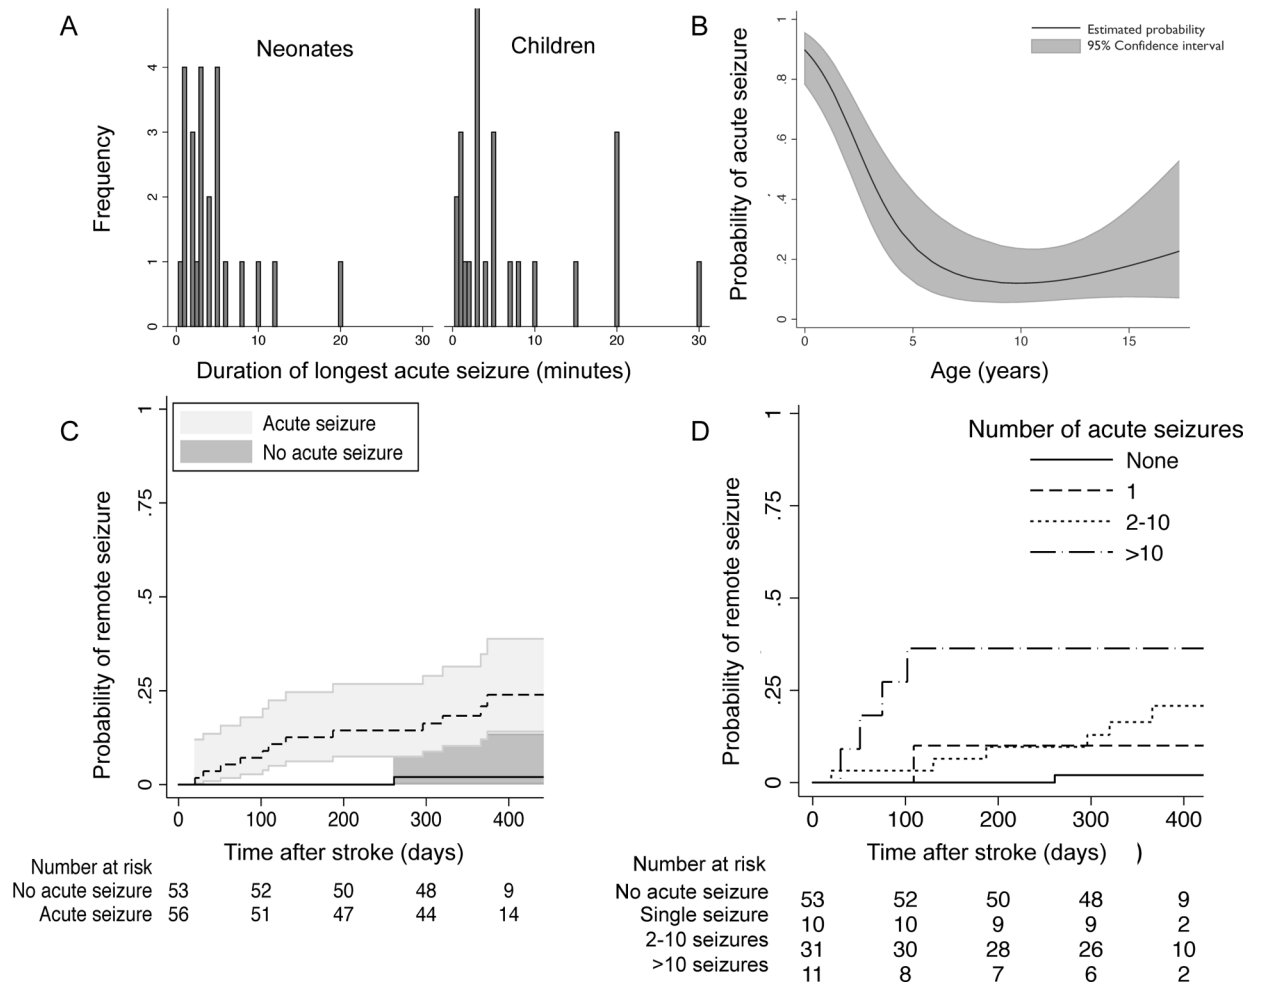 A
Neonates
Children
Frequency
0
1
2
3
4
0 10 20 30
0 10 20 30
Duration of longest acute seizure (minutes)
B
Estimated probability
95% Confidence interval
Probability of acute seizure
0
.2
.4
.6
.8
1
0 5 10 15
Age (years)
C
Acute seizure
No acute seizure
Probability of remote seizure
0
.25
.5
.75
1
0 100 200 300 400
Time after stroke (days)
Number at risk
No acute seizure 53 52 50 48 9
Acute seizure 56 51 47 44 14
D
Number of acute seizures
None
1
2-10
>10
Probability of remote seizure
0
.25
.5
.75
1
0 100 200 300 400
Time after stroke (days) )
Number at risk
No acute seizure 53 52 50 48 9
Single seizure 10 10 9 9 2
2-10 seizures 31 30 28 26 10
>10 seizures 11 8 7 6 2